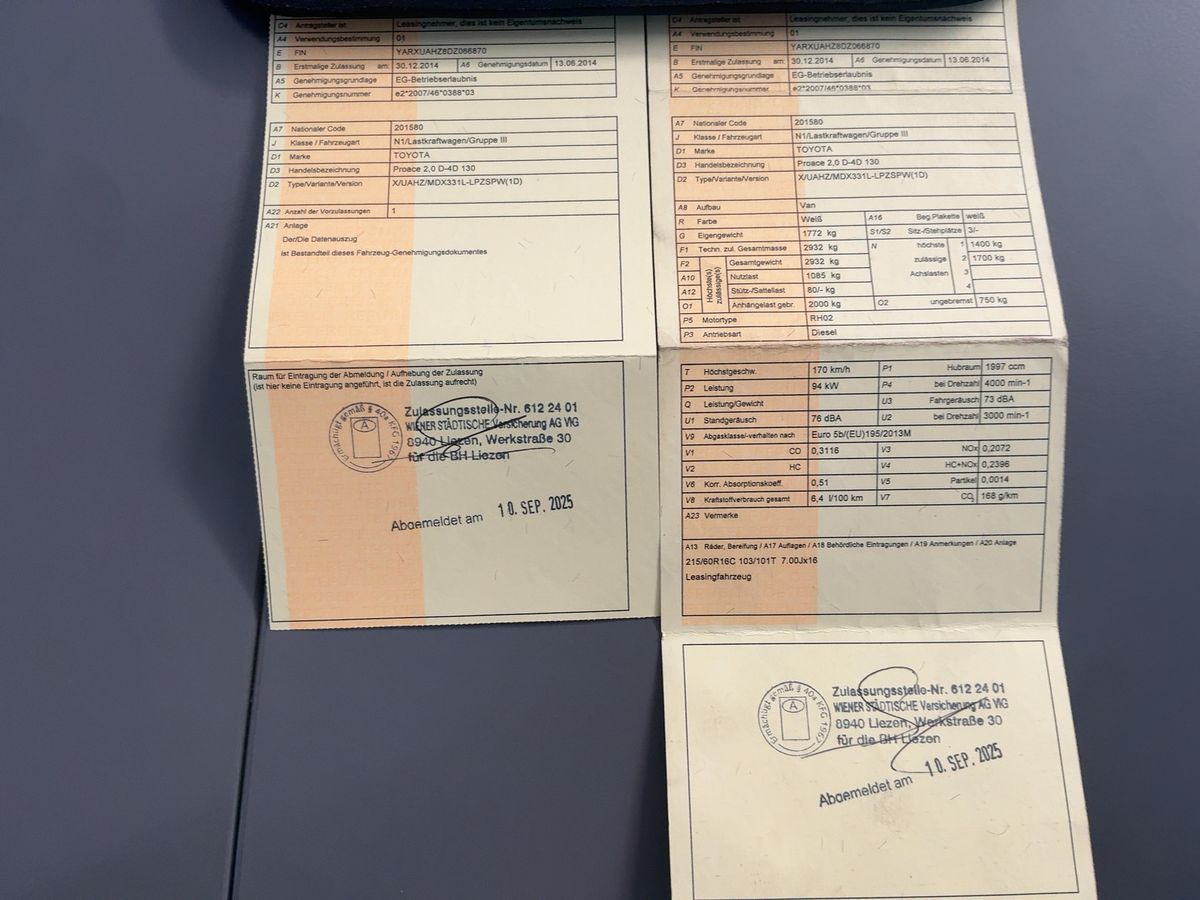 C4 Antragsteller ist Leasingnehmer, dies ist kein Eigentumsnachweis
A4 Verwendungsbestimmung 01
E FIN YARXUAHZ8DZ066870
B Erstmalige Zulassung am: 30.12.2014 A6 Genehmigungsdatum 13.06.2014
A5 Genehmigungsgrundlage EG-Betriebserlaubnis
K Genehmigungsnummer e2*2007/46*0388*03
A7 Nationaler Code 201580
J Klasse / Fahrzeugart N1/Lastkraftwagen/Gruppe III
D1 Marke TOYOTA
D3 Handelsbezeichnung Proace 2,0 D-4D 130
D2 Type/Variante/Version X/UAHZ/MDX331L-LPZSPW(1D)
A22 Anzahl der Vorzulassungen 1
A21 Anlage
Der/Die Datenauszug
ist Bestandteil dieses Fahrzeug-Genehmigungsdokumentes
Raum für Eintragung der Abmeldung / Aufhebung der Zulassung
(ist hier keine Eintragung angeführt, ist die Zulassung aufrecht)
Ermächtigt gemäß § 40a KFG 1967
A
Zulassungsstelle-Nr. 612 24 01
WIENER STÄDTISCHE Versicherung AG VIG
8940 Liezen, Werkstraße 30
für die BH Liezen
Abgemeldet am 10. SEP. 2025
C4 Antragsteller ist Leasingnehmer, dies ist kein Eigentumsnachweis
A4 Verwendungsbestimmung 01
E FIN YARXUAHZ8DZ066870
B Erstmalige Zulassung am: 30.12.2014 A6 Genehmigungsdatum 13.06.2014
A5 Genehmigungsgrundlage EG-Betriebserlaubnis
K Genehmigungsnummer e2*2007/46*0388*03
A7 Nationaler Code 201580
J Klasse / Fahrzeugart N1/Lastkraftwagen/Gruppe III
D1 Marke TOYOTA
D3 Handelsbezeichnung Proace 2,0 D-4D 130
D2 Type/Variante/Version X/UAHZ/MDX331L-LPZSPW(1D)
A8 Aufbau Van
R Farbe Weiß A16 Beg.Plakette weiß
G Eigengewicht 1772 kg S1/S2 Sitz-/Stehplätze 3/-
F1 Techn. zul. Gesamtmasse 2932 kg N höchste 1 1400 kg
F2 Höchste(s) zulässige(s) Gesamtgewicht 2932 kg zulässige 2 1700 kg
A10 Nutzlast 1085 kg Achslasten 3
A12 Stütz-/Sattellast 80/- kg 4
O1 Anhängelast gebr. 2000 kg O2 ungebremst 750 kg
P5 Motortype RH02
P3 Antriebsart Diesel
T Höchstgeschw. 170 km/h P1 Hubraum 1997 ccm
P2 Leistung 94 kW P4 bei Drehzahl 4000 min-1
Q Leistung/Gewicht U3 Fahrgeräusch 73 dBA
U1 Standgeräusch 76 dBA U2 bei Drehzahl 3000 min-1
V9 Abgasklasse/-verhalten nach Euro 5b/(EU)195/2013M
V1 CO 0,3116 V3 NOx 0,2072
V2 HC V4 HC+NOx 0,2396
V6 Korr. Absorptionskoeff. 0,51 V5 Partikel 0,0014
V8 Kraftstoffverbrauch gesamt 6,4 l/100 km V7 CO2 168 g/km
A23 Vermerke
A13 Räder, Bereifung / A17 Auflagen / A18 Behördliche Eintragungen / A19 Anmerkungen / A20 Anlage
215/60R16C 103/101T 7.00Jx16
Leasingfahrzeug
Ermächtigt gemäß § 40a KFG 1967
A
Zulassungsstelle-Nr. 612 24 01
WIENER STÄDTISCHE Versicherung AG VIG
8940 Liezen, Werkstraße 30
für die BH Liezen
Abgemeldet am 10. SEP. 2025